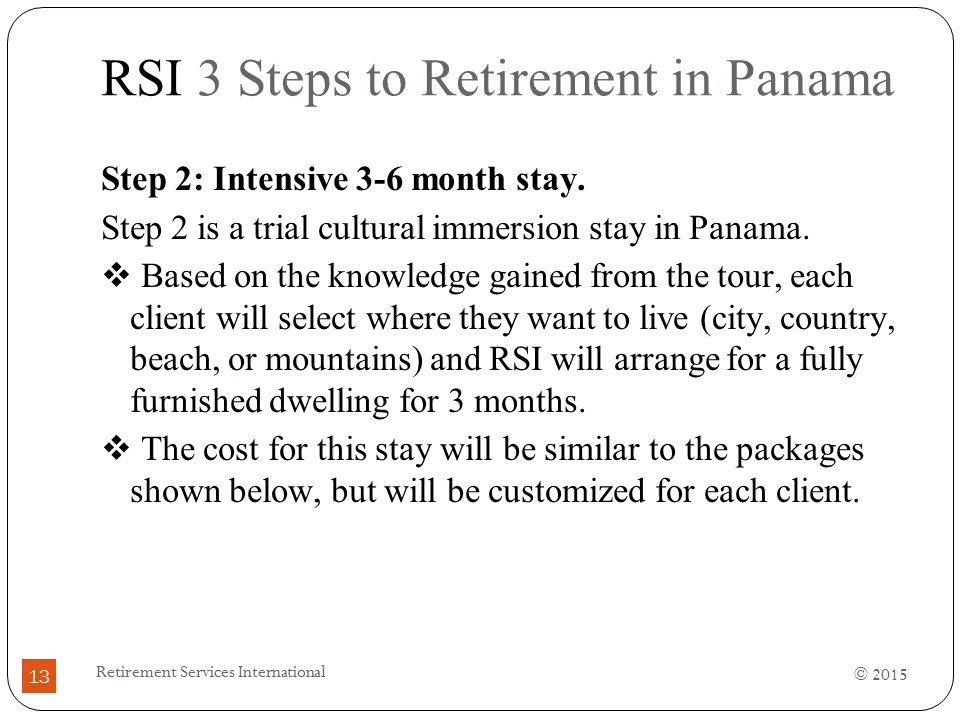 RSI 3 Steps to Retirement in Panama
Step 2: Intensive 3-6 month stay.
Step 2 is a trial cultural immersion stay in Panama.
❖ Based on the knowledge gained from the tour, each
client will select where they want to live (city, country,
beach, or mountains) and RSI will arrange for a fully
furnished dwelling for 3 months.
❖ The cost for this stay will be similar to the packages
shown below, but will be customized for each client.
13
Retirement Services International
© 2015